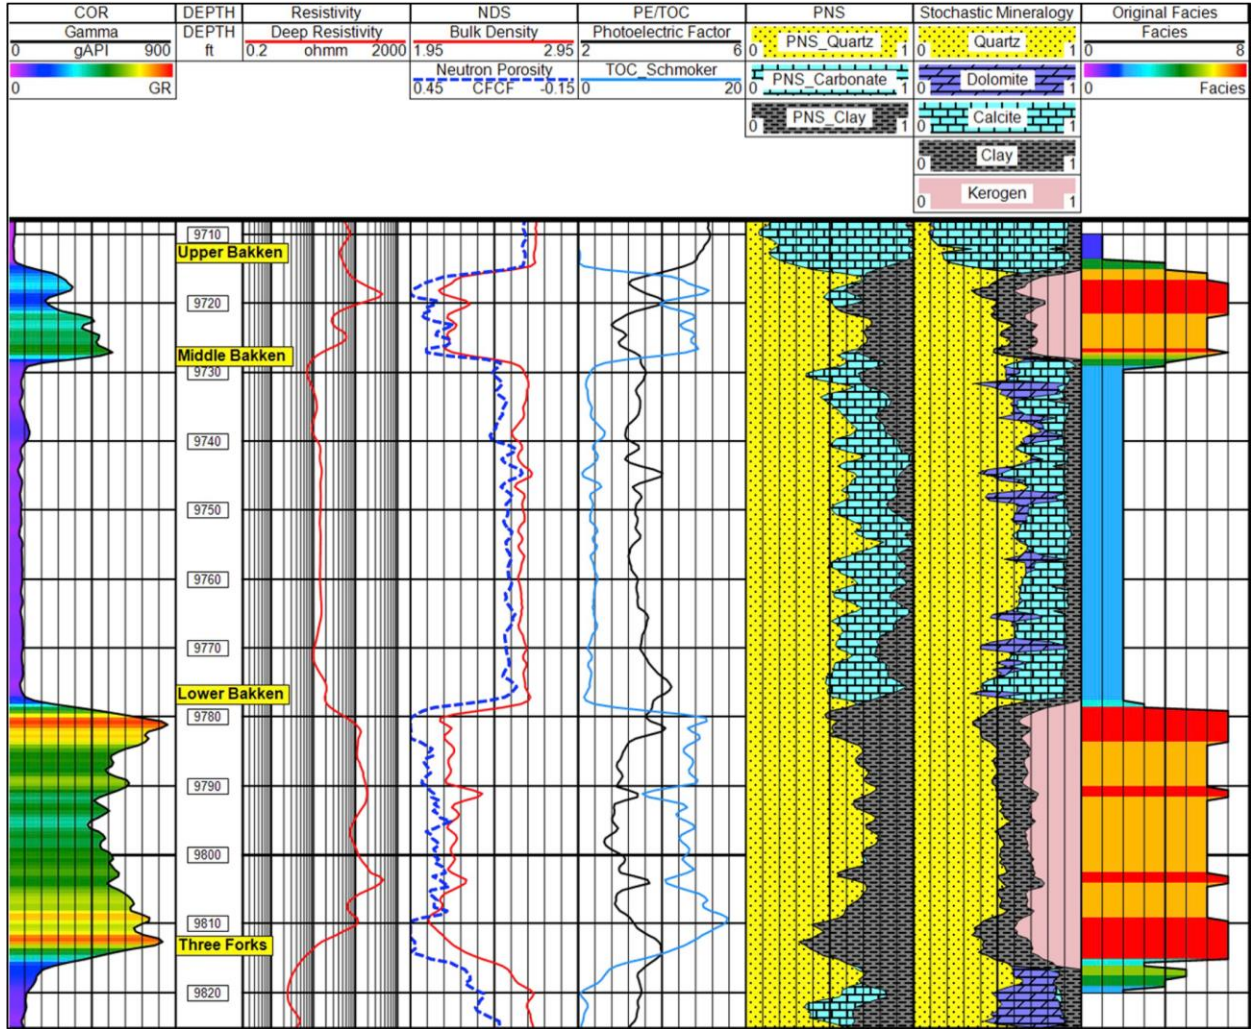 COR DEPTH Resistivity NDS PE/TOC PNS Stochastic Mineralogy Original Facies
Gamma DEPTH Deep Resistivity Bulk Density Photoelectric Factor PNS_Quartz Quartz Facies
0 gAPI 900 ft 0.2 ohmm 2000 1.95 2.95 2 6 0 1 0 1 0 8
Neutron Porosity TOC_Schmoker PNS_Carbonate Dolomite
0 GR 0.45 CFCF -0.15 0 20 0 1 0 1 0 Facies
PNS_Clay Calcite
0 1 0 1
Clay
0 1
Kerogen
0 1
9710
Upper Bakken
9720
Middle Bakken
9730
9740
9750
9760
9770
Lower Bakken
9780
9790
9800
9810
Three Forks
9820